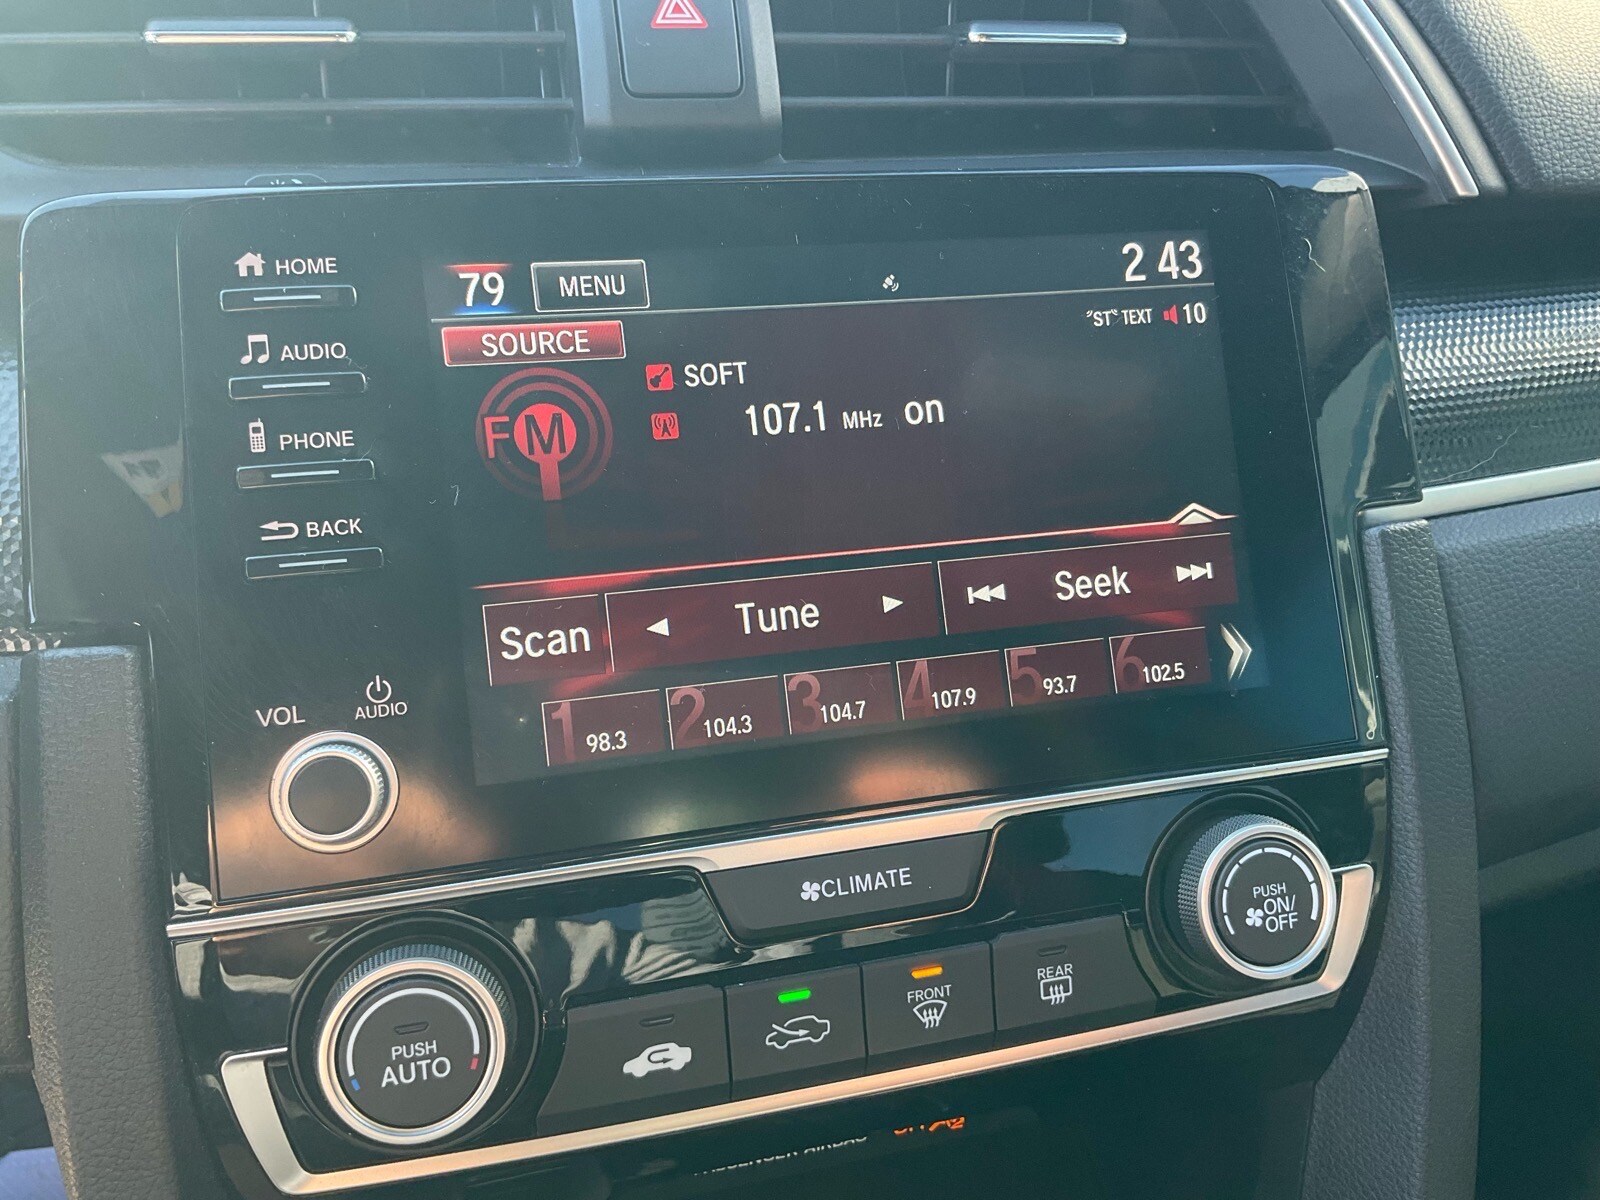 HOME
AUDIO
PHONE
BACK
VOL
AUDIO
79
MENU
2 43
"ST" TEXT 10
SOURCE
FM
SOFT
107.1 MHz on
Scan
Tune
Seek
1 98.3
2 104.3
3 104.7
4 107.9
5 93.7
6 102.5
CLIMATE
PUSH
AUTO
FRONT
REAR
PUSH
ON/
OFF
PASSENGER AIRBAG